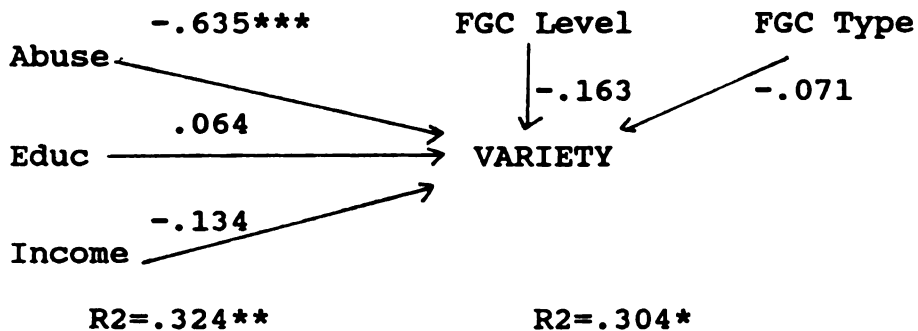 -.635*** FGC Level FGC Type
Abuse
-.163 -.071
.064
Educ VARIETY
-.134
Income
R2=.324** R2=.304*